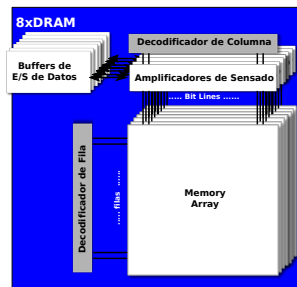 8xDRAM
Decodificador de Columna
Buffers de
E/S de Datos
Amplificadores de Sensado
..... Bit Lines ......
Decodificador de Fila
..... filas ......
Memory
Array